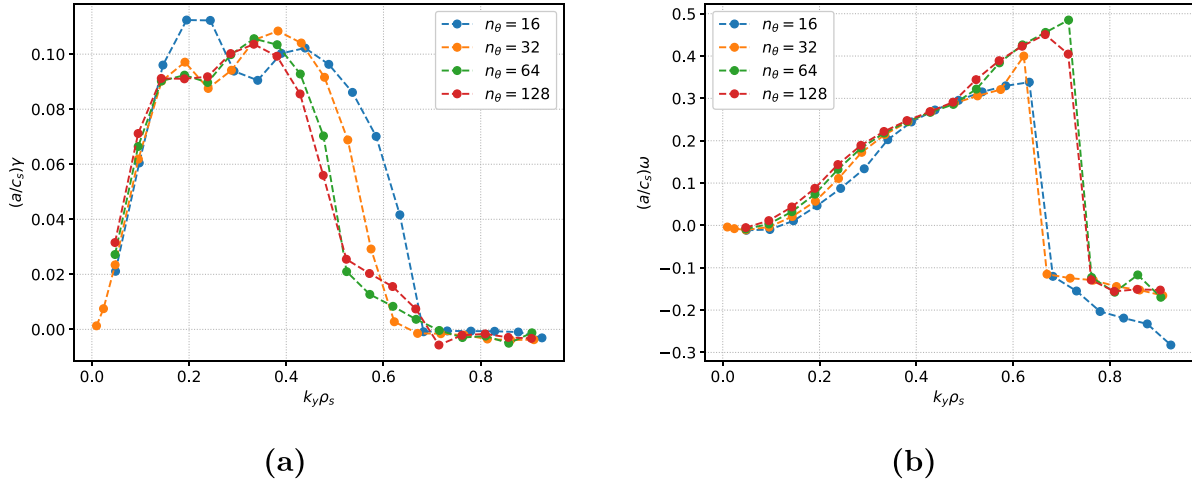 0.10
0.08
0.06
0.04
0.02
0.00
(a/c_s)γ
0.0 0.2 0.4 0.6 0.8
k_yρ_s
n_θ = 16
n_θ = 32
n_θ = 64
n_θ = 128
(a)
0.5
0.4
0.3
0.2
0.1
0.0
−0.1
−0.2
−0.3
(a/c_s)ω
0.0 0.2 0.4 0.6 0.8
k_yρ_s
n_θ = 16
n_θ = 32
n_θ = 64
n_θ = 128
(b)